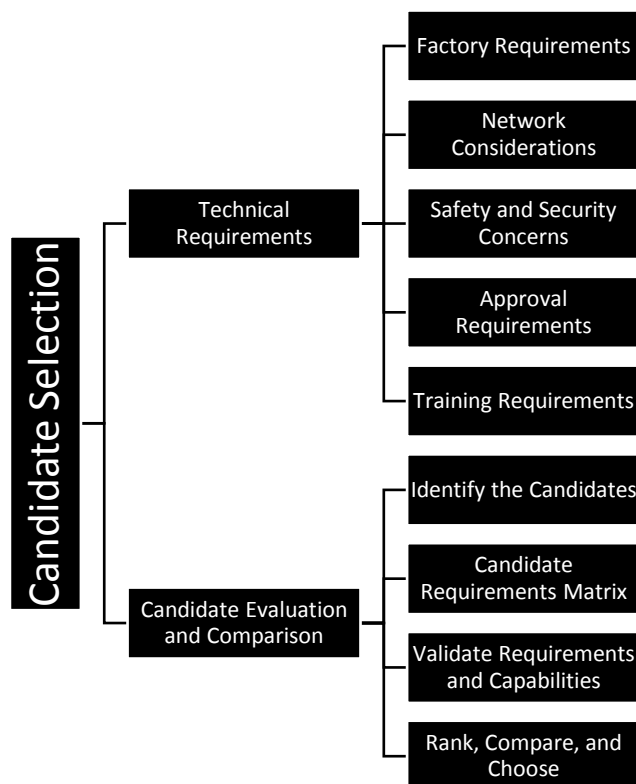 Candidate Selection
Technical
Requirements
Factory Requirements
Network
Considerations
Safety and Security
Concerns
Approval
Requirements
Training Requirements
Candidate Evaluation
and Comparison
Identify the Candidates
Candidate
Requirements Matrix
Validate Requirements
and Capabilities
Rank, Compare, and
Choose